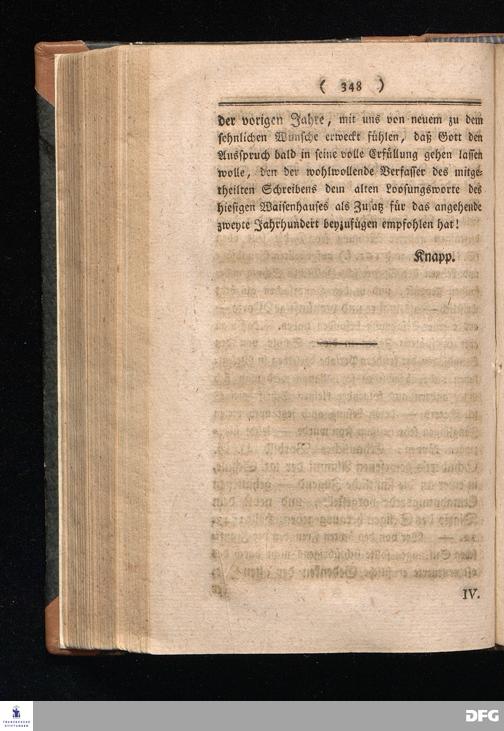 ( 348 )
der vorigen Jahre, mit uns von neuem zu dem
sehnlichen Wunsche erweckt fühlen, daß Gott den
Ausspruch bald in seine volle Erfüllung gehen lassen
wolle, den der wohlwollende Verfasser des mitge-
theilten Schreibens dem alten Loosungsworte des
hiesigen Waisenhauses als Zusatz für das angehende
zweyte Jahrhundert beyzufügen empfohlen hat!
Knapp.
IV.
FRANCKESCHE
STIFTUNGEN
DFG